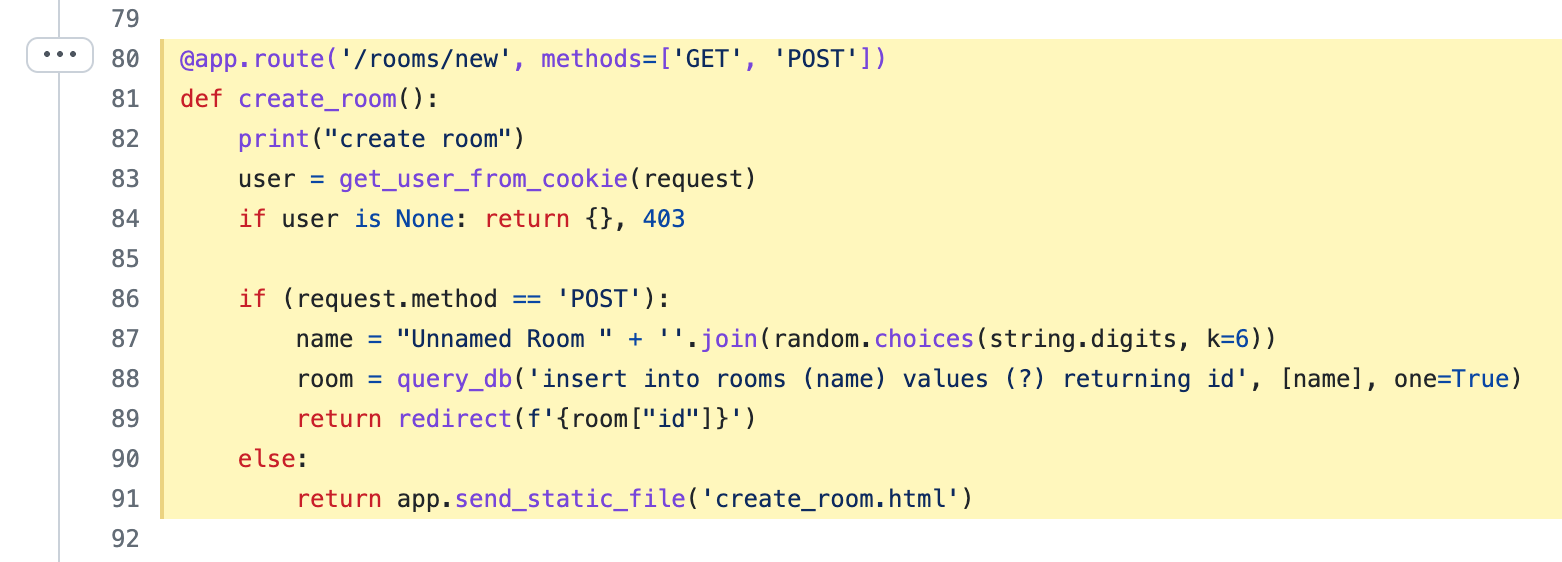 79
80 @app.route('/rooms/new', methods=['GET', 'POST'])
81 def create_room():
82     print("create room")
83     user = get_user_from_cookie(request)
84     if user is None: return {}, 403
85
86     if (request.method == 'POST'):
87         name = "Unnamed Room " + ''.join(random.choices(string.digits, k=6))
88         room = query_db('insert into rooms (name) values (?) returning id', [name], one=True)
89         return redirect(f'{room["id"]}')
90     else:
91         return app.send_static_file('create_room.html')
92